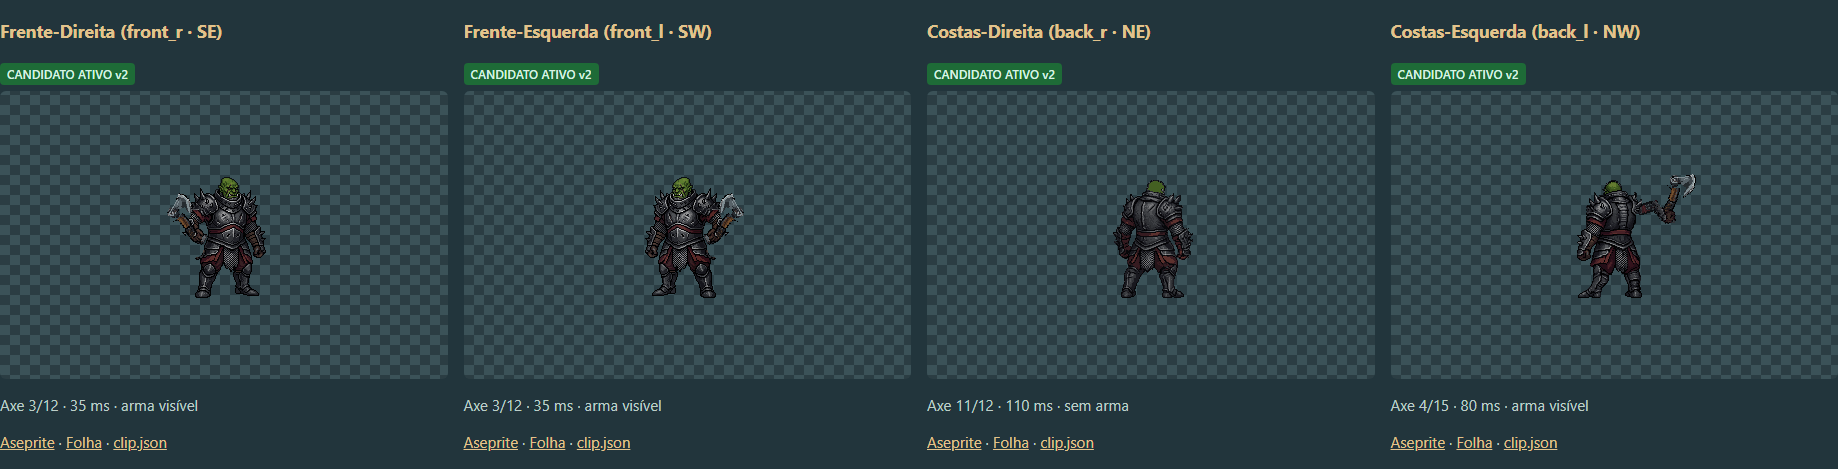 Frente-Direita (front_r · SE)
CANDIDATO ATIVO v2
Axe 3/12 · 35 ms · arma visível
Aseprite · Folha · clip.json
Frente-Esquerda (front_l · SW)
CANDIDATO ATIVO v2
Axe 3/12 · 35 ms · arma visível
Aseprite · Folha · clip.json
Costas-Direita (back_r · NE)
CANDIDATO ATIVO v2
Axe 11/12 · 110 ms · sem arma
Aseprite · Folha · clip.json
Costas-Esquerda (back_l · NW)
CANDIDATO ATIVO v2
Axe 4/15 · 80 ms · arma visível
Aseprite · Folha · clip.json